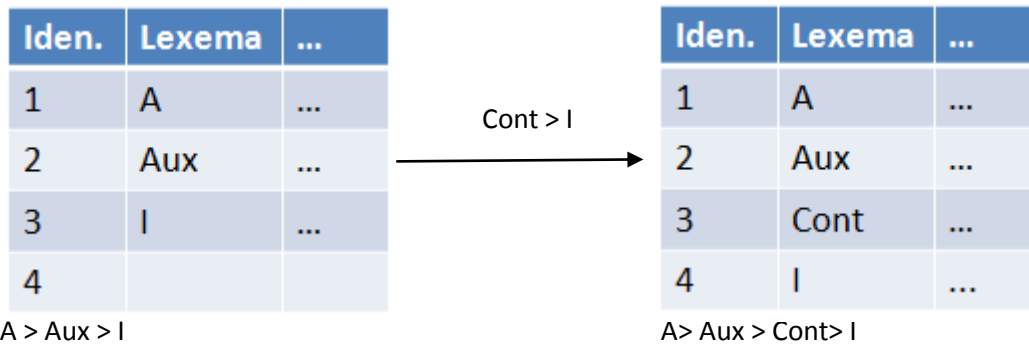 Iden. Lexema ...
1 A ...
2 Aux ...
3 I ...
4
A > Aux > I
Cont > I
Iden. Lexema ...
1 A ...
2 Aux ...
3 Cont ...
4 I ...
A> Aux > Cont> I